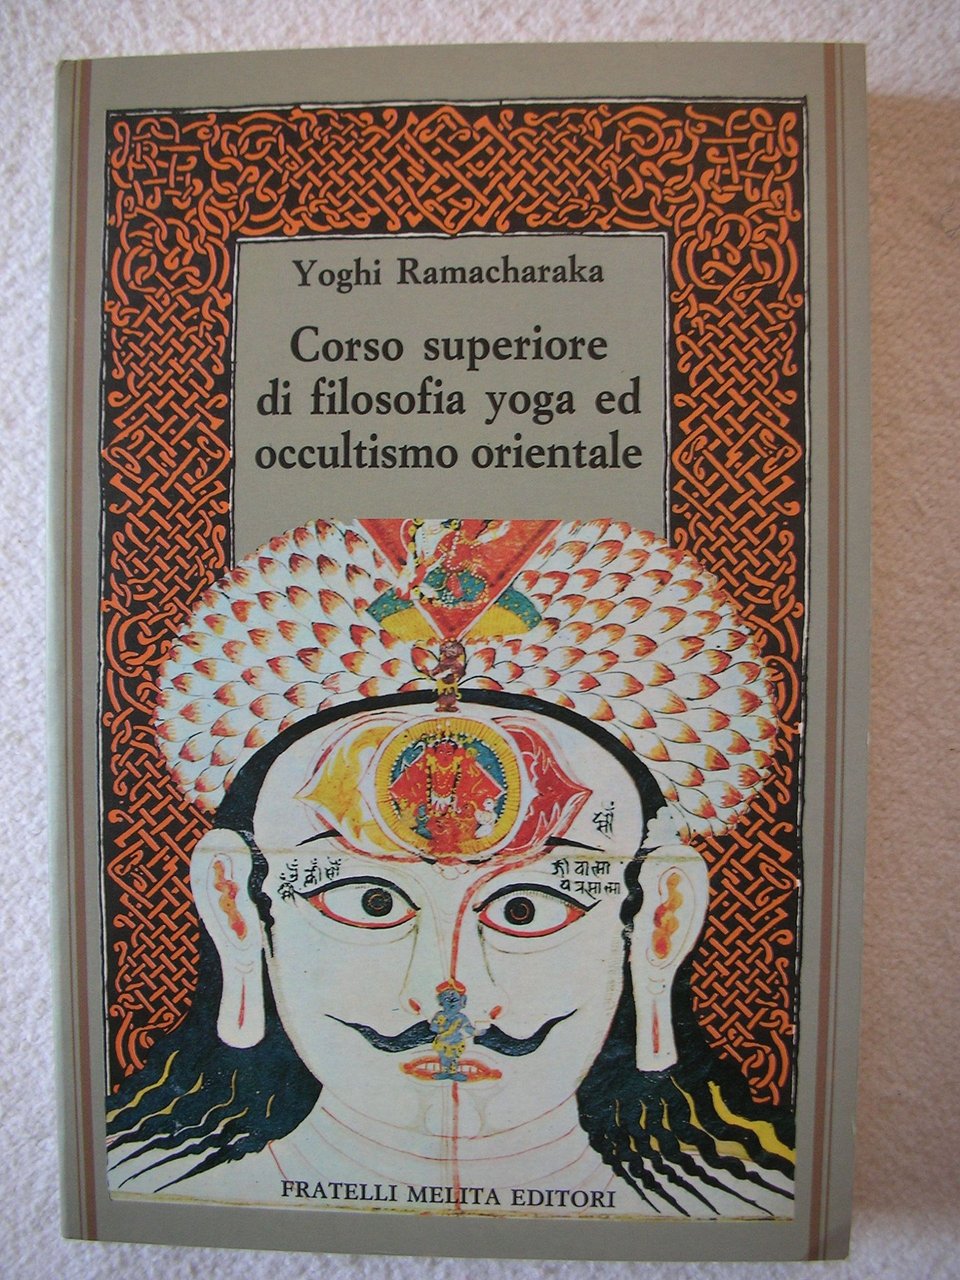 Yoghi Ramacharaka
Corso superiore
di filosofia yoga ed
occultismo orientale
FRATELLI MELITA EDITORI